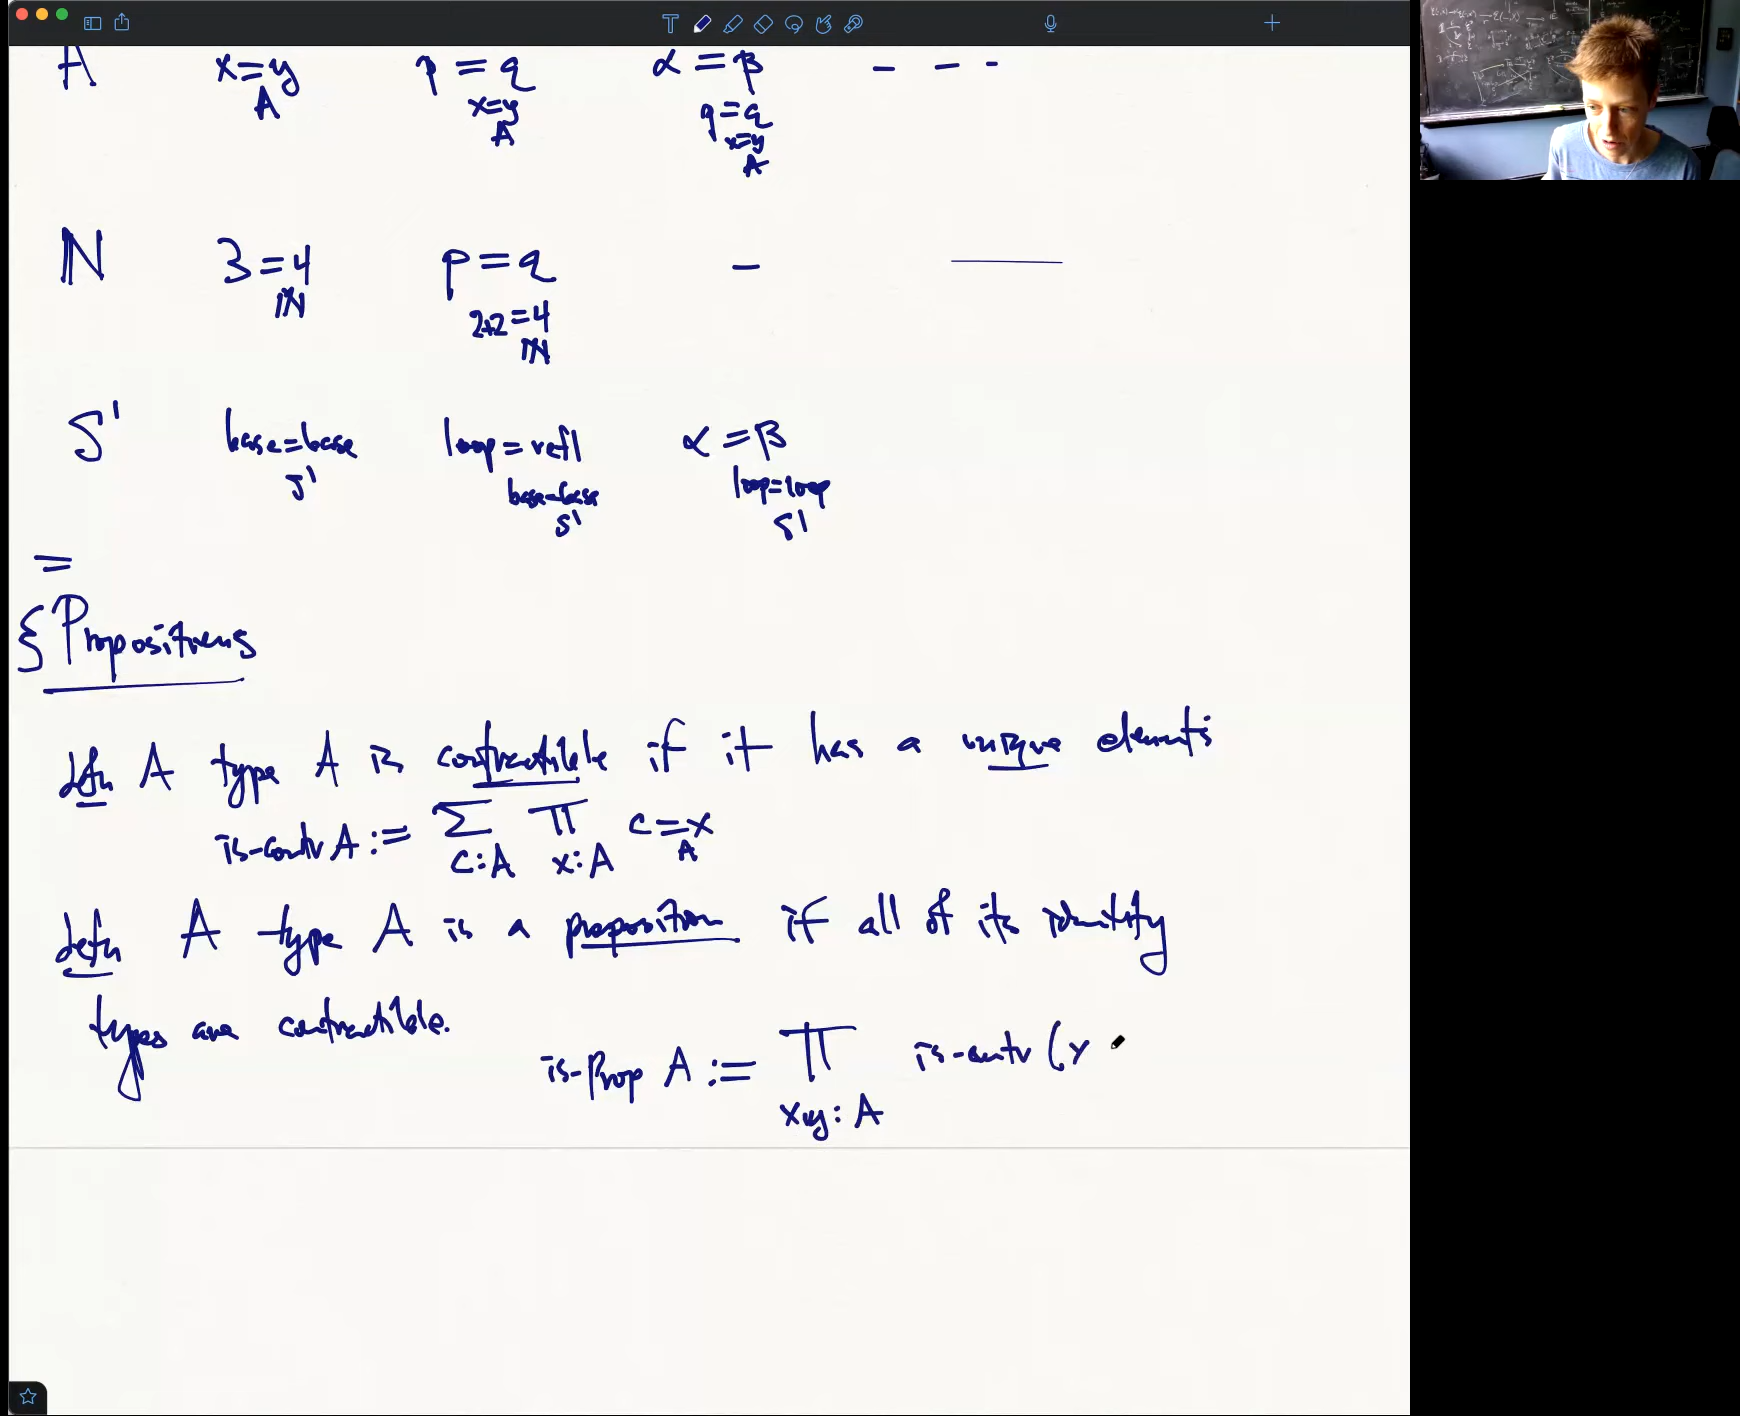 A x=y p=q α=β - - -
A x=y q=q
A x=y
A
ℕ 3=4 p=q - —
ℕ 2+2=4
ℕ
S¹ base=base loop=refl α=β
S¹ base=base loop=loop
S¹ S¹
=
§ Propositions
defn A type A is contractible if it has a unique elements
is-contr A := Σ Π c=x
c:A x:A A
defn A type A is a proposition if all of its identity
types are contractible.
is-Prop A := Π is-contr (x
x,y:A